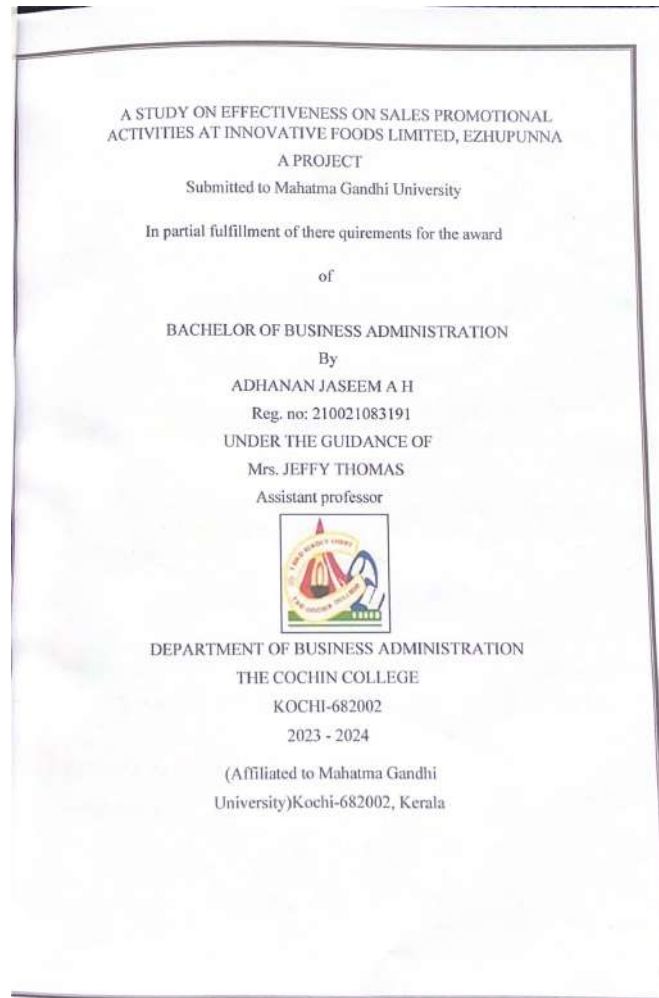 A STUDY ON EFFECTIVENESS ON SALES PROMOTIONAL
ACTIVITIES AT INNOVATIVE FOODS LIMITED, EZHUPUNNA
A PROJECT
Submitted to Mahatma Gandhi University
In partial fulfillment of there quirements for the award
of
BACHELOR OF BUSINESS ADMINISTRATION
By
ADHANAN JASEEM A H
Reg. no: 210021083191
UNDER THE GUIDANCE OF
Mrs. JEFFY THOMAS
Assistant professor
THE COCHIN COLLEGE
DEPARTMENT OF BUSINESS ADMINISTRATION
THE COCHIN COLLEGE
KOCHI-682002
2023 - 2024
(Affiliated to Mahatma Gandhi
University)Kochi-682002, Kerala